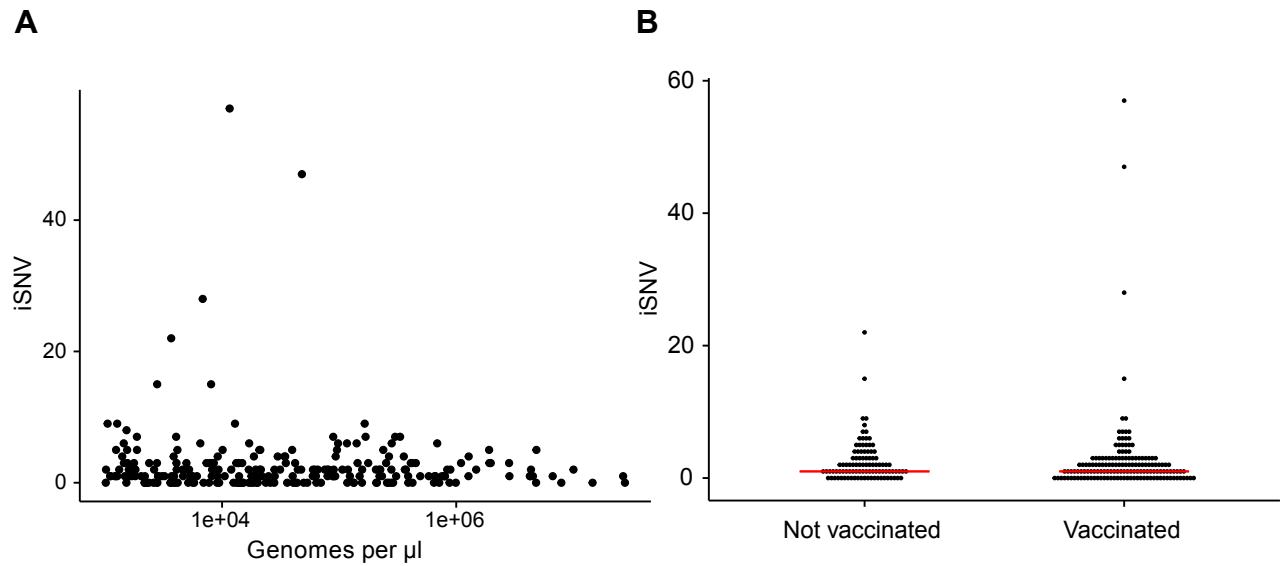 A
iSNV
40
20
0
1e+04 1e+06
Genomes per µl
B
iSNV
60
40
20
0
Not vaccinated Vaccinated